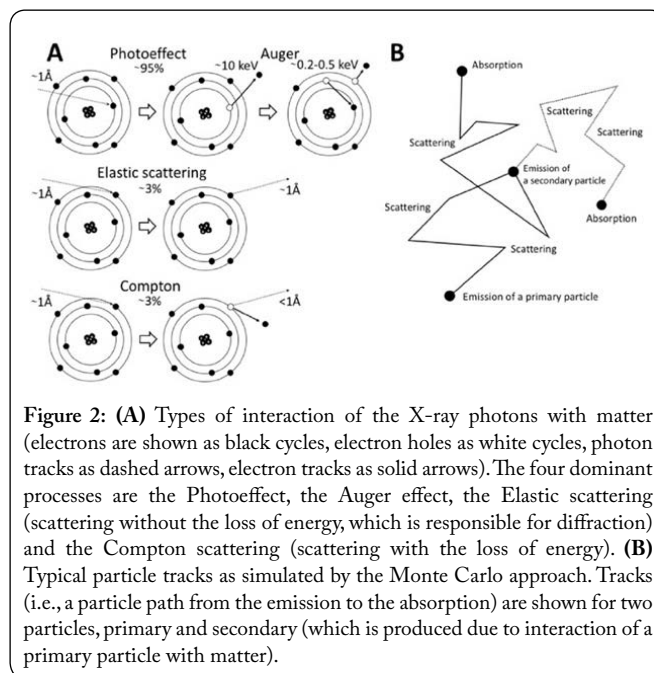 A
Photoeffect
~95%
Auger
~1Å
~10 keV
~0.2-0.5 keV
Elastic scattering
~3%
~1Å
~1Å
Compton
~3%
~1Å
<1Å
B
Absorption
Scattering
Scattering
Scattering
Emission of
a secondary particle
Scattering
Absorption
Scattering
Emission of a primary particle
Figure 2: (A) Types of interaction of the X-ray photons with matter
(electrons are shown as black cycles, electron holes as white cycles, photon
tracks as dashed arrows, electron tracks as solid arrows). The four dominant
processes are the Photoeffect, the Auger effect, the Elastic scattering
(scattering without the loss of energy, which is responsible for diffraction)
and the Compton scattering (scattering with the loss of energy). (B)
Typical particle tracks as simulated by the Monte Carlo approach. Tracks
(i.e., a particle path from the emission to the absorption) are shown for two
particles, primary and secondary (which is produced due to interaction of a
primary particle with matter).